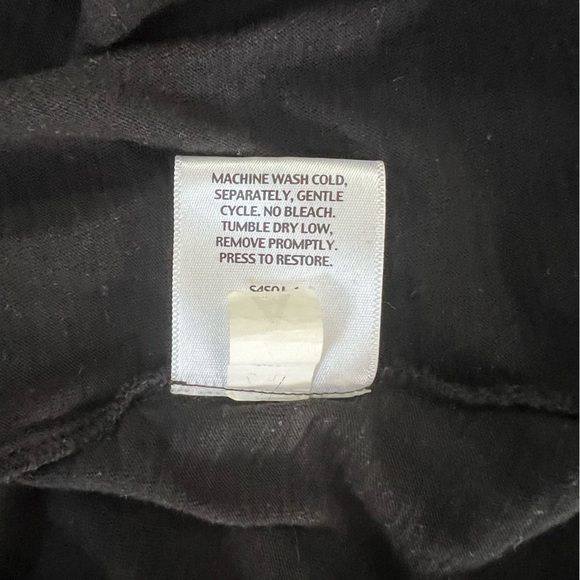 MACHINE WASH COLD,
SEPARATELY, GENTLE
CYCLE. NO BLEACH.
TUMBLE DRY LOW,
REMOVE PROMPTLY.
PRESS TO RESTORE.